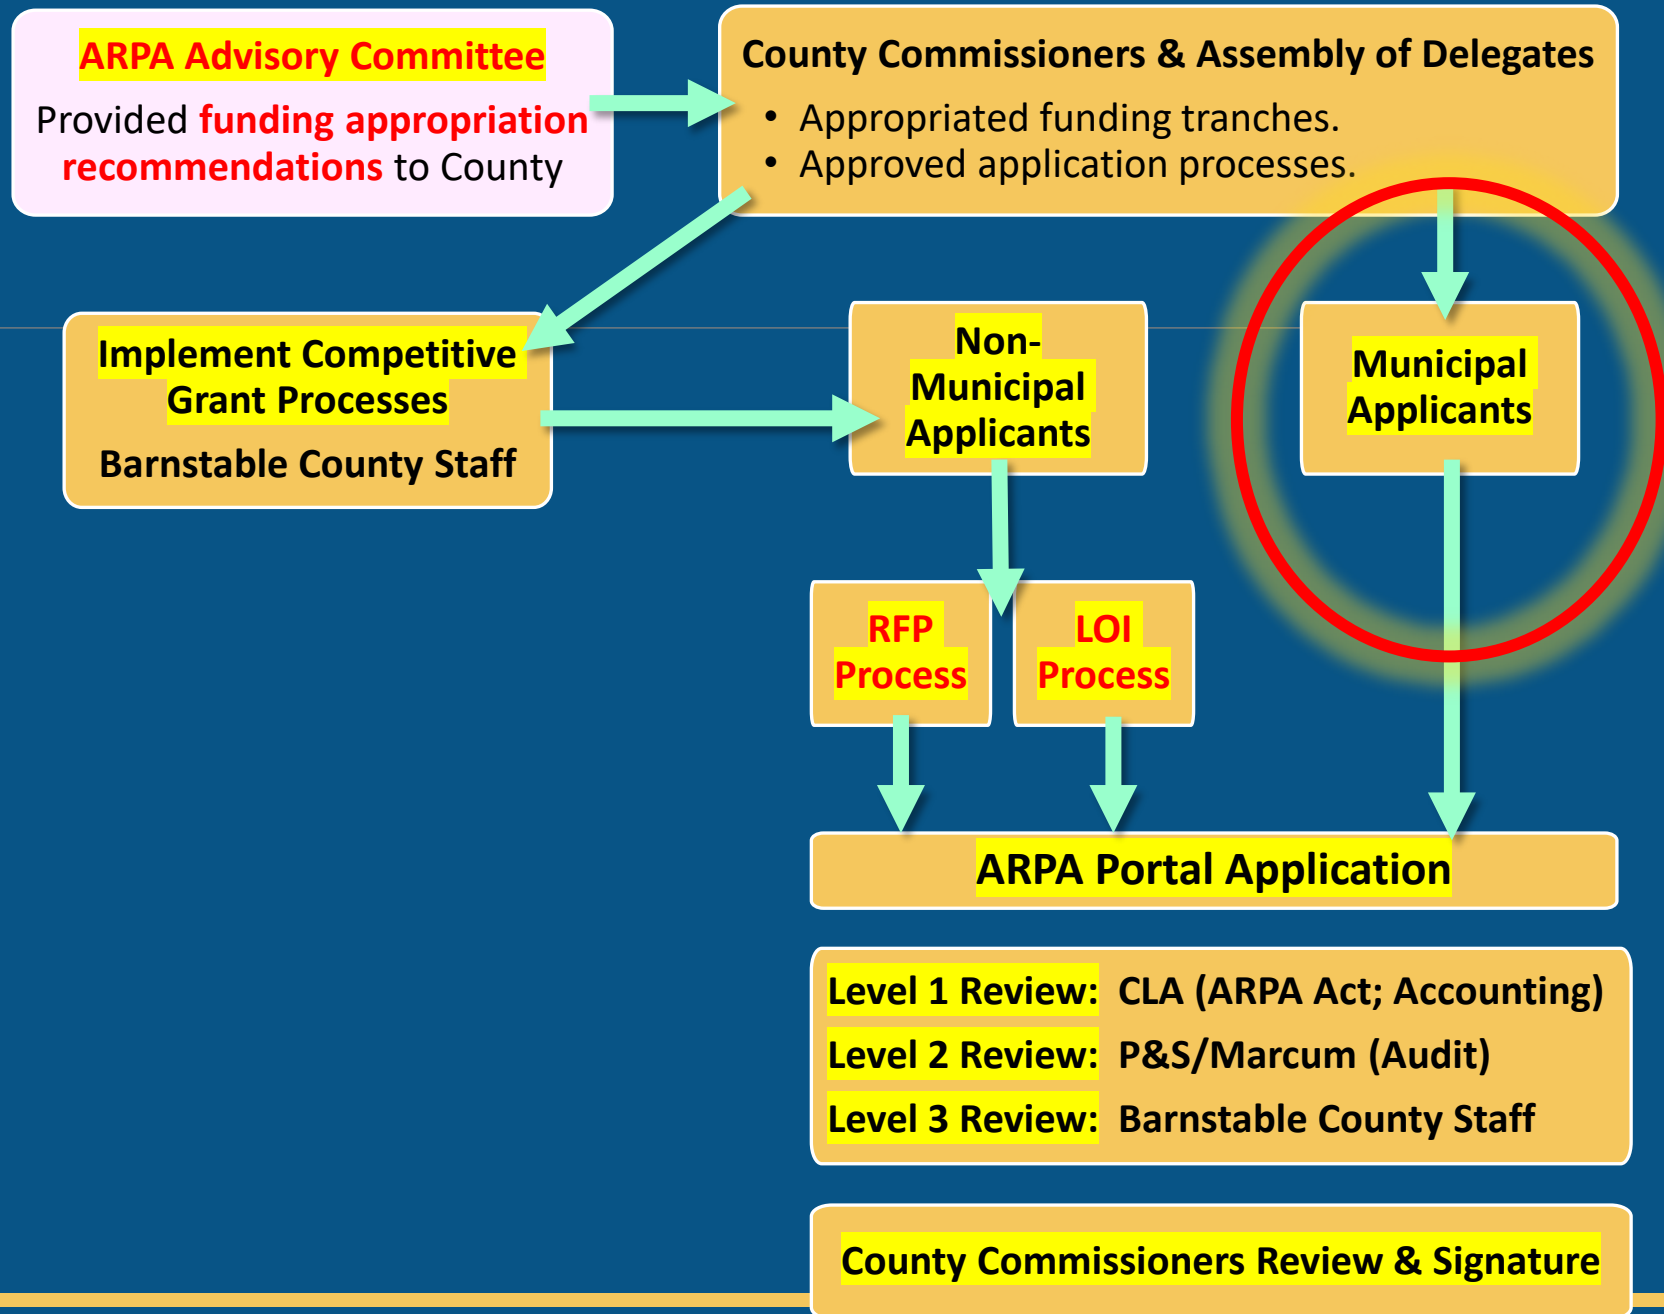 ARPA Advisory Committee
Provided funding appropriation
recommendations to County
County Commissioners & Assembly of Delegates
• Appropriated funding tranches.
• Approved application processes.
Implement Competitive
Grant Processes
Barnstable County Staff
Non-
Municipal
Applicants
Municipal
Applicants
RFP
Process
LOI
Process
ARPA Portal Application
Level 1 Review: CLA (ARPA Act; Accounting)
Level 2 Review: P&S/Marcum (Audit)
Level 3 Review: Barnstable County Staff
County Commissioners Review & Signature